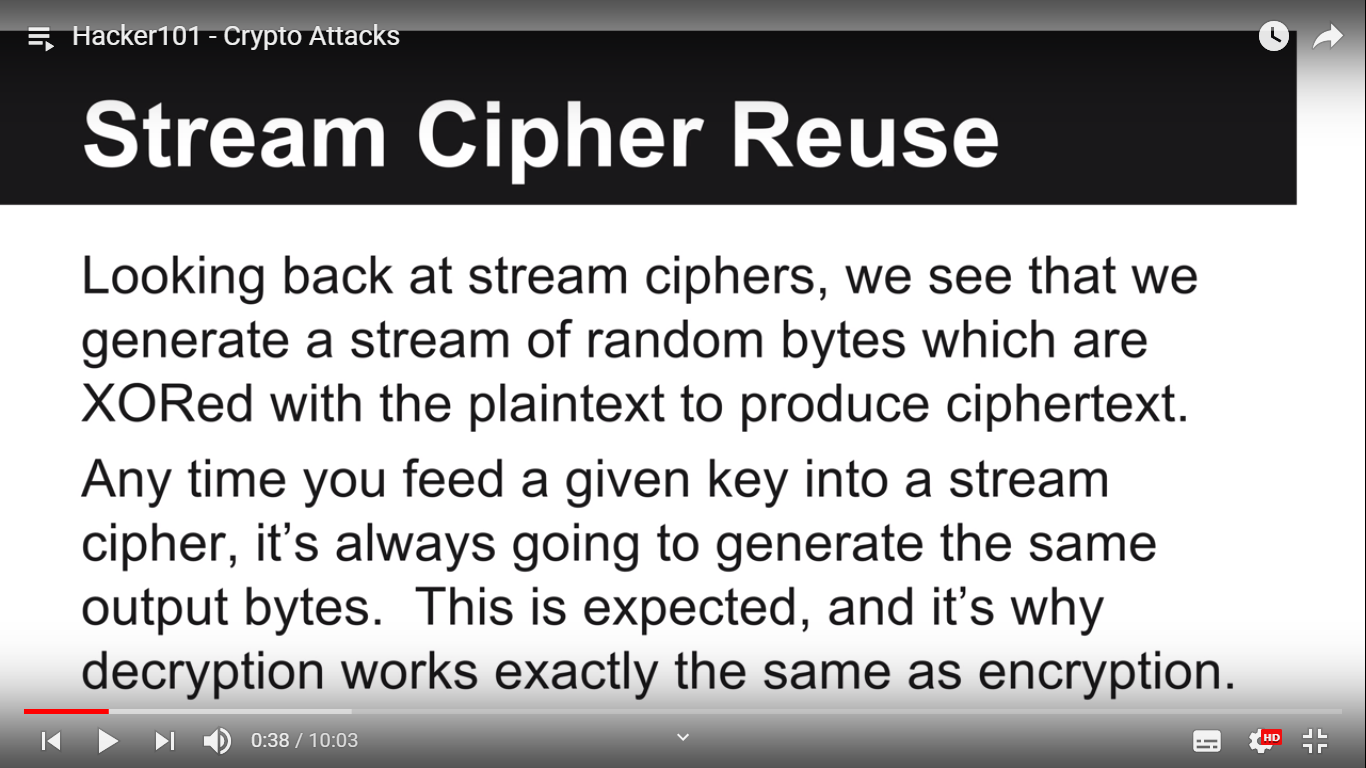 Hacker101 - Crypto Attacks
Stream Cipher Reuse
Looking back at stream ciphers, we see that we
generate a stream of random bytes which are
XORed with the plaintext to produce ciphertext.
Any time you feed a given key into a stream
cipher, it’s always going to generate the same
output bytes.  This is expected, and it’s why
decryption works exactly the same as encryption.
0:38 / 10:03
HD